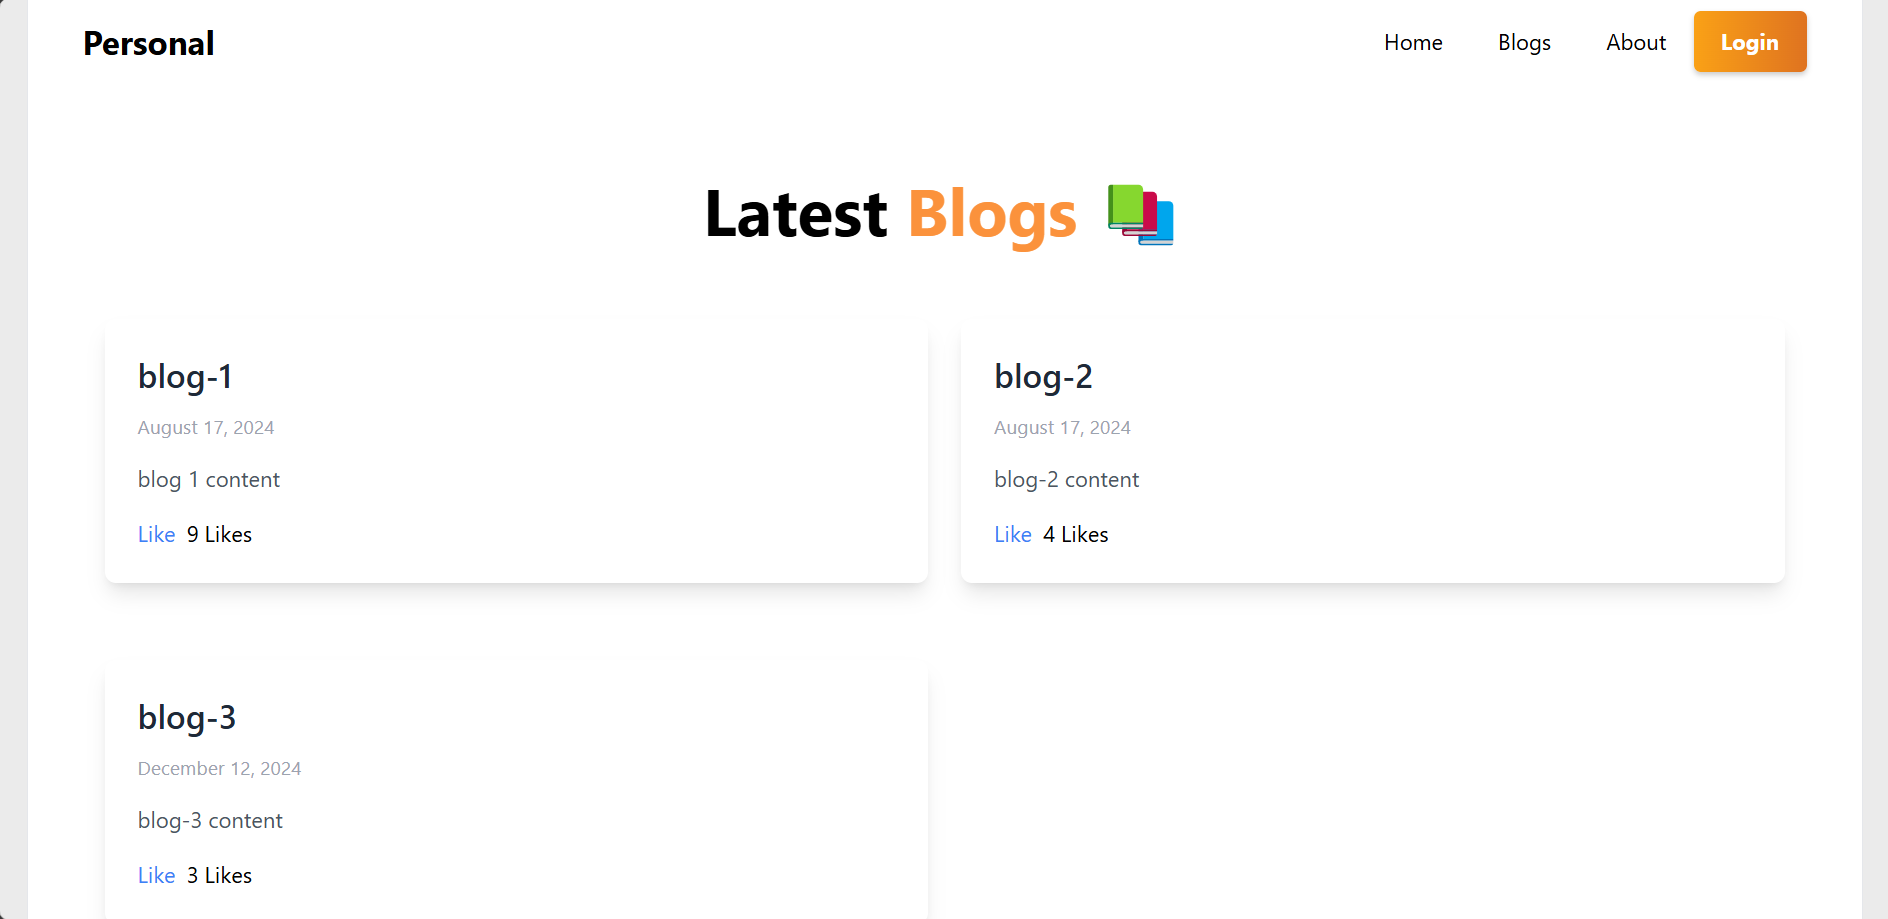 Personal
Home
Blogs
About
Login
Latest Blogs
blog-1
August 17, 2024
blog 1 content
Like 9 Likes
blog-2
August 17, 2024
blog-2 content
Like 4 Likes
blog-3
December 12, 2024
blog-3 content
Like 3 Likes